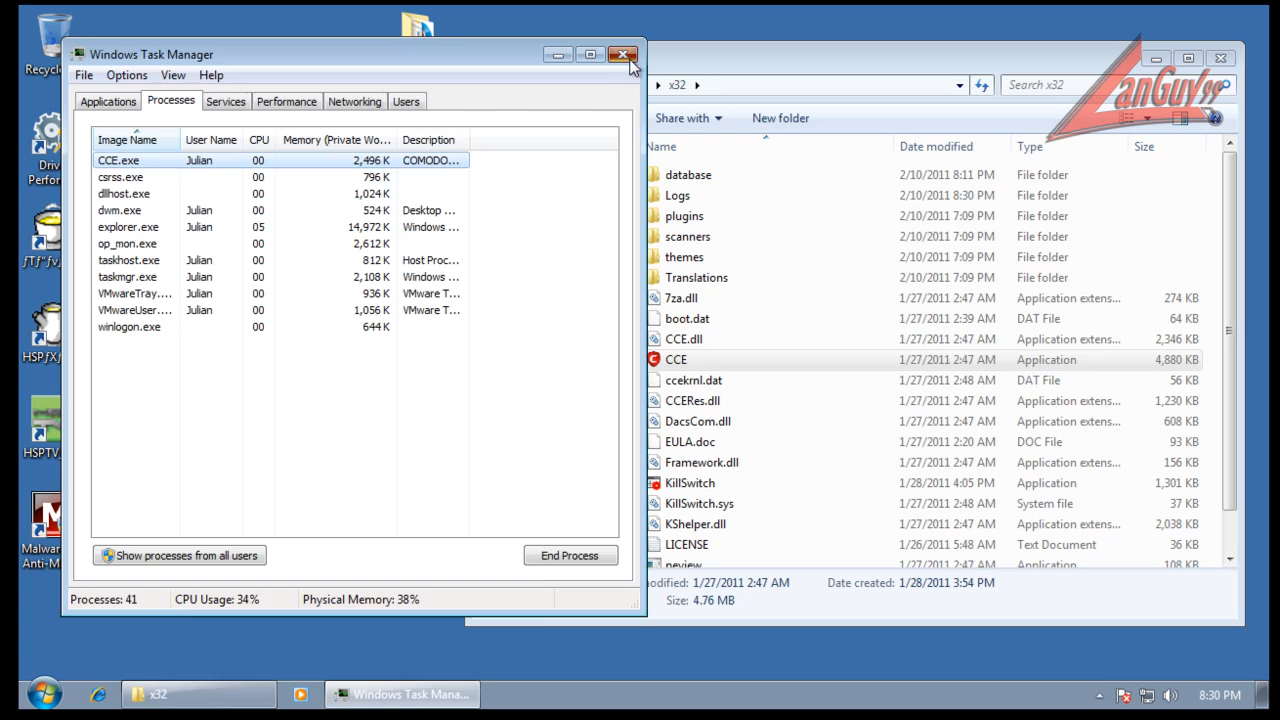 Recycle
Windows Task Manager
File Options View Help
Applications Processes Services Performance Networking Users
Image Name User Name CPU Memory (Private Wo... Description
CCE.exe Julian 00 2,496 K COMODO...
csrss.exe 00 796 K
dllhost.exe 00 1,024 K
dwm.exe Julian 00 524 K Desktop ...
explorer.exe Julian 05 14,972 K Windows ...
op_mon.exe 00 2,612 K
taskhost.exe Julian 00 812 K Host Proc...
taskmgr.exe Julian 00 2,108 K Windows ...
VMwareTray.... Julian 00 936 K VMware T...
VMwareUser.... Julian 00 1,056 K VMware T...
winlogon.exe 00 644 K
Show processes from all users End Process
Processes: 41 CPU Usage: 34% Physical Memory: 38%
x32 Search x32
LanGuy99
Share with New folder
Name Date modified Type Size
database 2/10/2011 8:11 PM File folder
Logs 2/10/2011 8:30 PM File folder
plugins 2/10/2011 7:09 PM File folder
scanners 2/10/2011 7:09 PM File folder
themes 2/10/2011 7:09 PM File folder
Translations 2/10/2011 7:09 PM File folder
7za.dll 1/27/2011 2:47 AM Application extens... 274 KB
boot.dat 1/27/2011 2:39 AM DAT File 64 KB
CCE.dll 1/27/2011 2:47 AM Application extens... 2,346 KB
CCE 1/27/2011 2:47 AM Application 4,880 KB
ccekrnl.dat 1/27/2011 2:48 AM DAT File 56 KB
CCERes.dll 1/27/2011 2:47 AM Application extens... 1,230 KB
DacsCom.dll 1/27/2011 2:47 AM Application extens... 608 KB
EULA.doc 1/27/2011 2:20 AM DOC File 39 KB
Framework.dll 1/27/2011 2:47 AM Application extens... 156 KB
KillSwitch 1/28/2011 4:05 PM Application 1,301 KB
KillSwitch.sys 1/27/2011 2:48 AM System file 37 KB
KSHelper.dll 1/27/2011 2:47 AM Application extens... 2,038 KB
LICENSE 1/26/2011 5:48 AM Text Document 36 KB
peview 1/27/2011 2:47 AM Application 108 KB
modified: 1/27/2011 2:47 AM Date created: 1/28/2011 3:54 PM
Size: 4.76 MB
Driv
Perfor
HSPTV
Malware
Anti-M
x32 Windows Task Mana... 8:30 PM